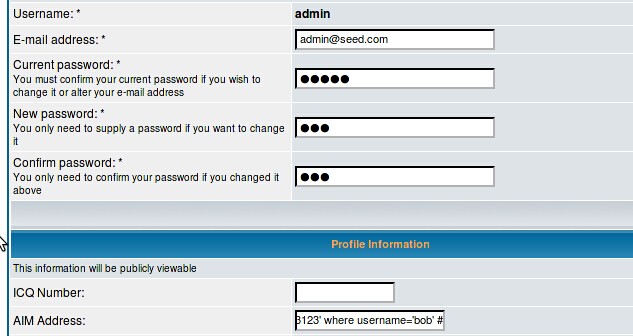 Username: * admin
E-mail address: * admin@seed.com
Current password: *
You must confirm your current password if you wish to
change it or alter your e-mail address
New password: *
You only need to supply a password if you want to change
it
Confirm password: *
You only need to confirm your password if you changed it
above
Profile Information
This information will be publicly viewable
ICQ Number:
AIM Address: 3123' where username='bob' #